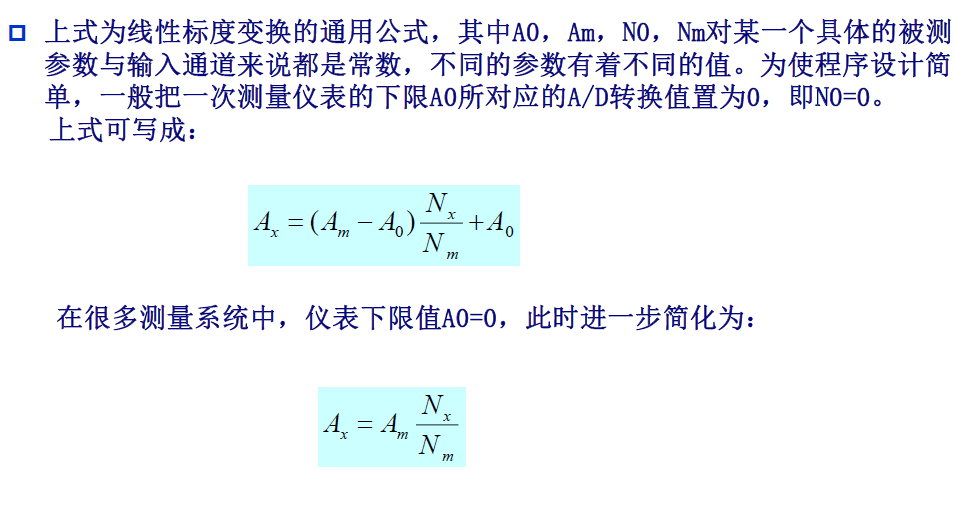 上式为线性标度变换的通用公式，其中A0，Am，N0，Nm对某一个具体的被测
参数与输入通道来说都是常数，不同的参数有着不同的值。为使程序设计简
单，一般把一次测量仪表的下限A0所对应的A/D转换值置为0，即N0=0。
上式可写成：
A_x = (A_m − A_0) N_x / N_m + A_0
在很多测量系统中，仪表下限值A0=0，此时进一步简化为：
A_x = A_m N_x / N_m